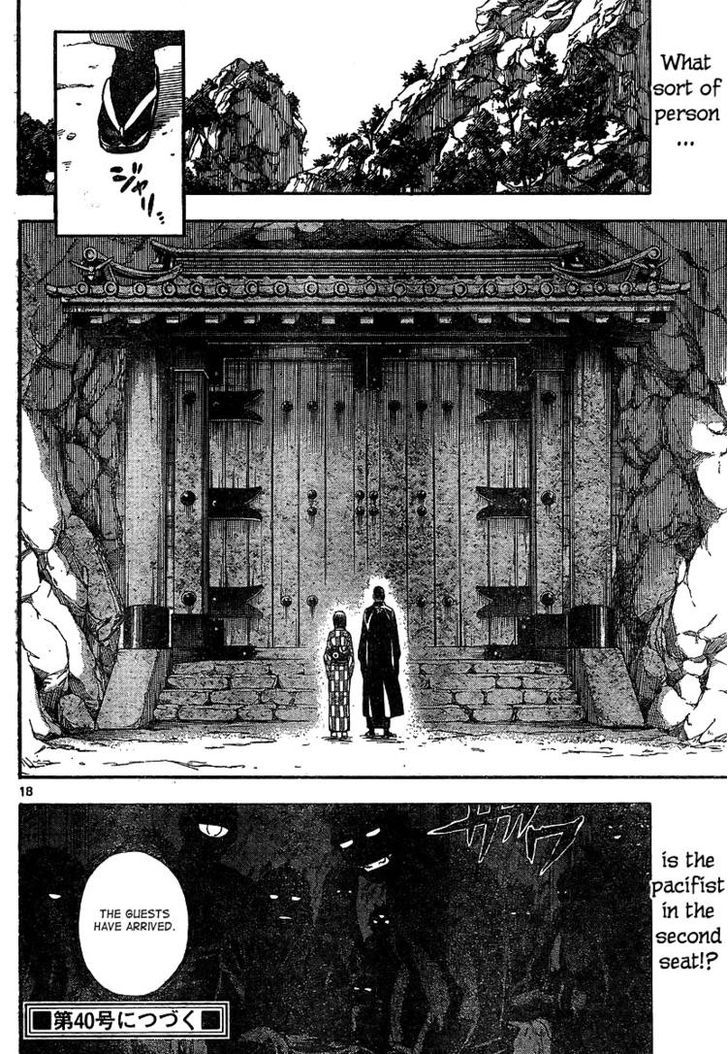 What
sort of
person
...
ジャリッ
18
THE GUESTS
HAVE ARRIVED.
is the
pacifist
in the
second
seat!?
■第40号につづく■